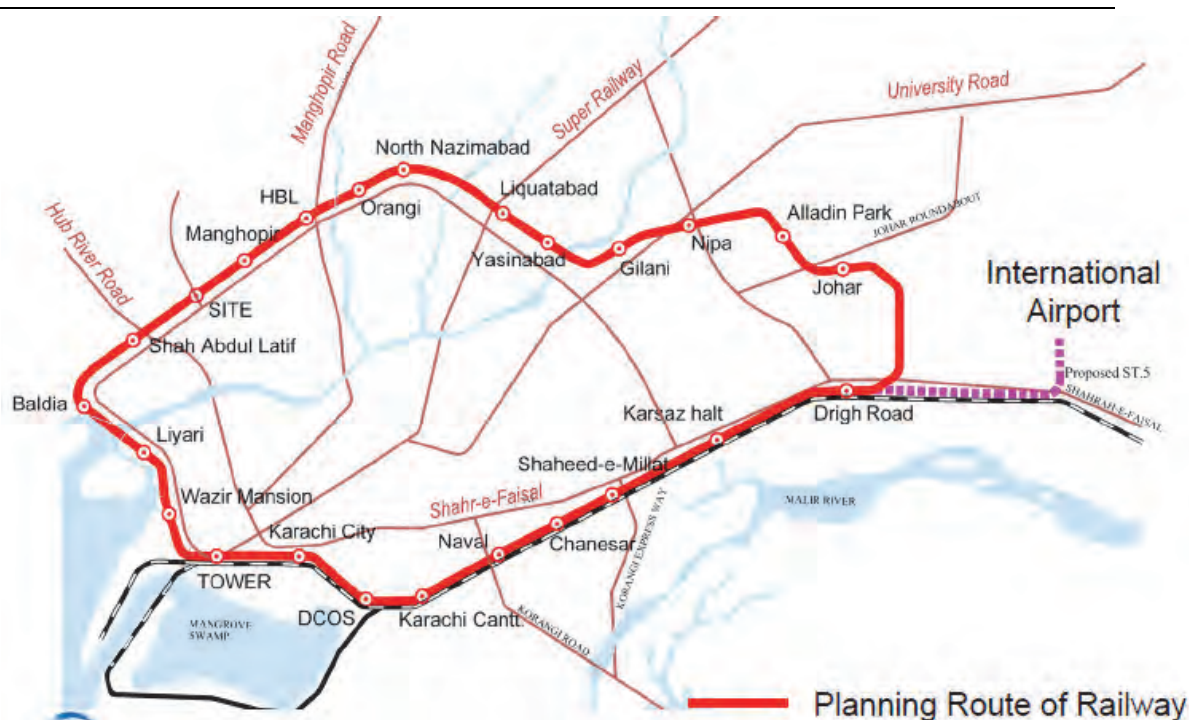 Manghopir Road
Super Railway
University Road
North Nazimabad
HBL
Orangi
Liquatabad
Alladin Park
JOHAR ROUNDABOUT
Hub River Road
Manghopir
Yasinabad
Gilani
Nipa
Johar
International
Airport
SITE
Shah Abdul Latif
Proposed ST.5
SHAHRAH-E-FAISAL
Baldia
Drigh Road
Karsaz halt
Liyari
Shaheed-e-Millat
Wazir Mansion
Shahr-e-Faisal
MALIR RIVER
Karachi City
Naval
Chanesar
KORANGI EXPRESS WAY
TOWER
DCOS
Karachi Cantt.
MANGROVE
SWAMP
KORANGI ROAD
Planning Route of Railway